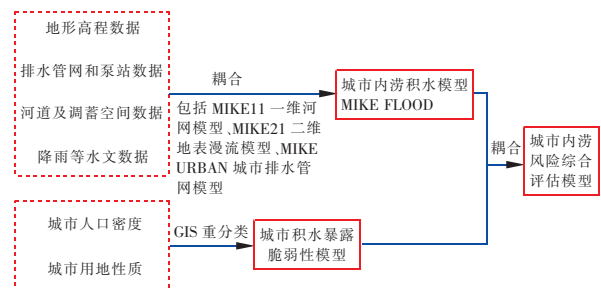 地形高程数据
排水管网和泵站数据
河道及调蓄空间数据
降雨等水文数据
耦合
包括 MIKE11 一维河
网模型、MIKE21 二维
地表漫流模型、MIKE
URBAN 城市排水管
网模型
城市内涝积水模型
MIKE FLOOD
城市人口密度
城市用地性质
GIS 重分类
城市积水暴露
脆弱性模型
耦合
城市内涝
风险综合
评估模型